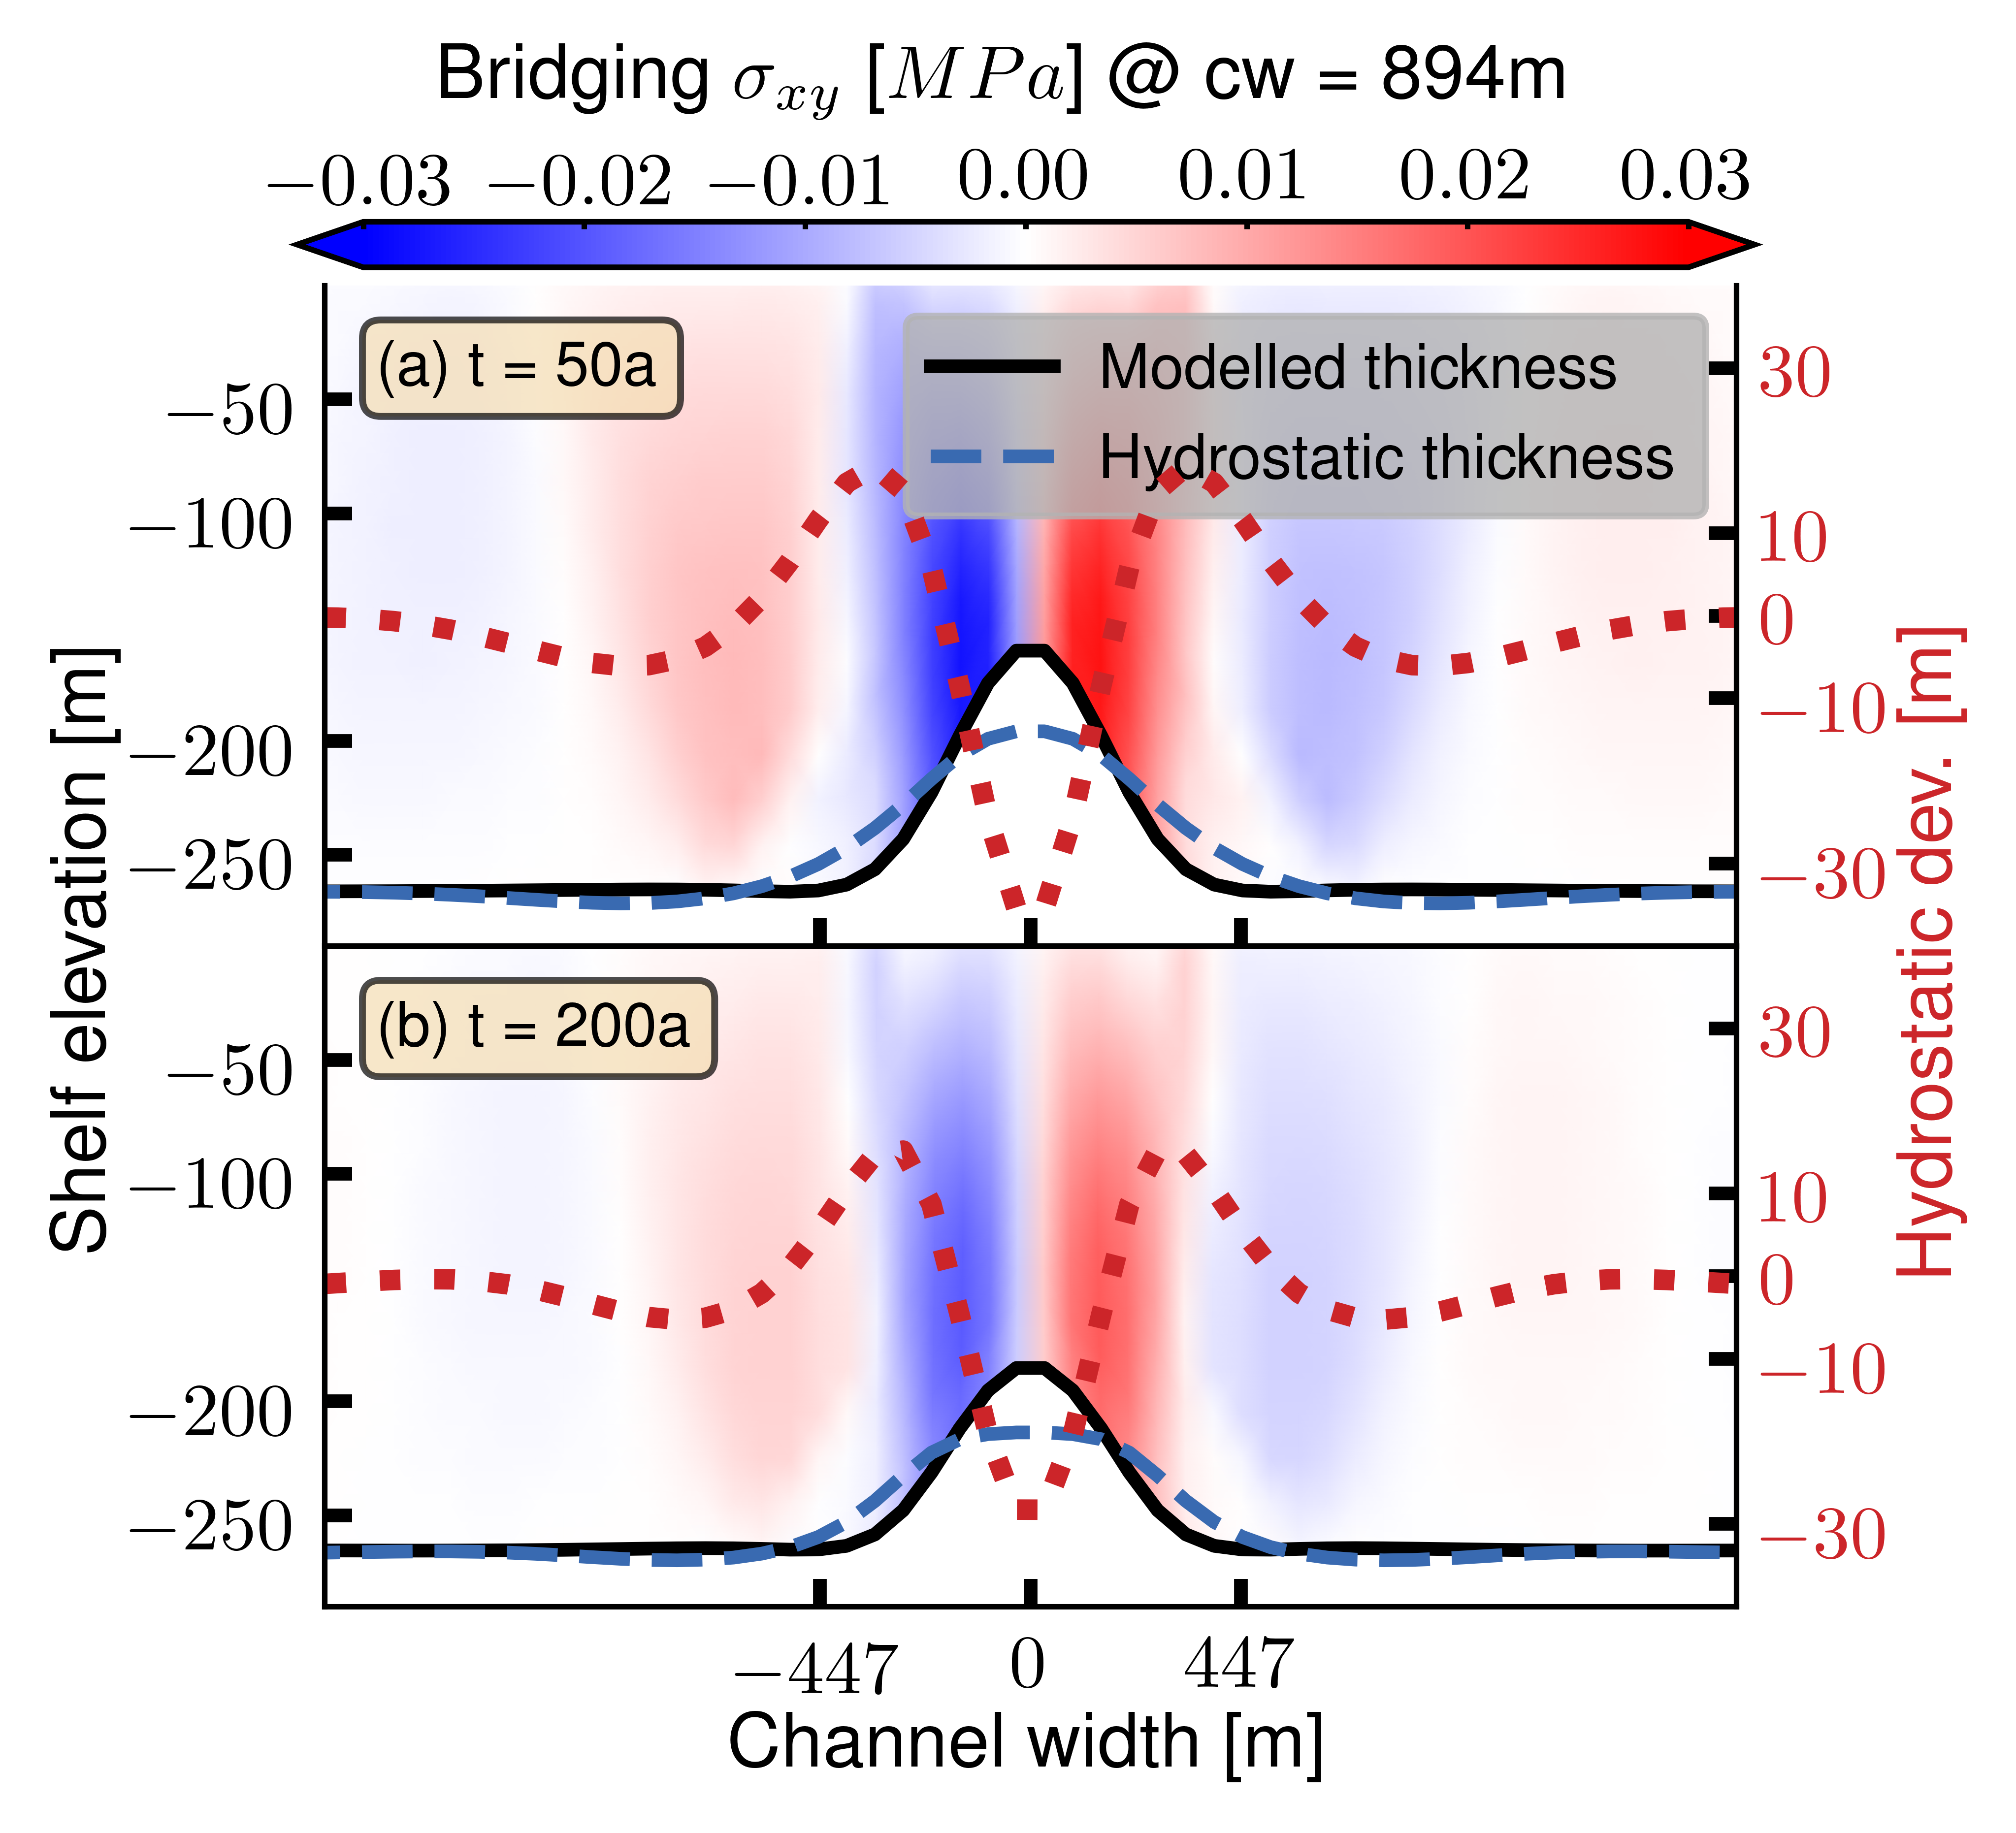 Bridging σxy [MPa] @ cw = 894m
−0.03 −0.02 −0.01 0.00 0.01 0.02 0.03
(a) t = 50a
Modelled thickness
Hydrostatic thickness
−50
−100
−200
−250
30
10
0
−10
−30
(b) t = 200a
−50
−100
−200
−250
30
10
0
−10
−30
Shelf elevation [m]
Hydrostatic dev. [m]
−447 0 447
Channel width [m]